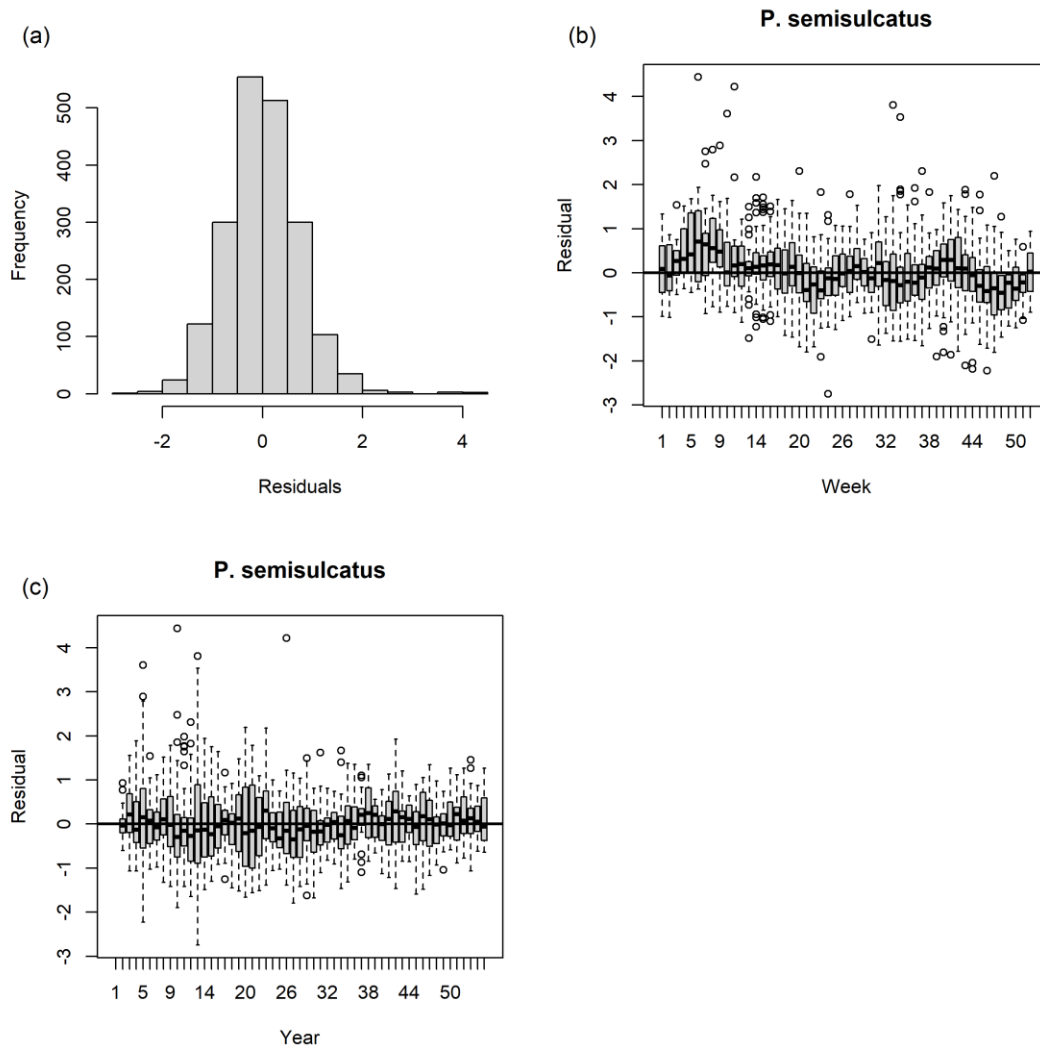 (a)
Frequency
500
400
300
200
100
0
-2 0 2 4
Residuals
(b)
P. semisulcatus
Residual
4
3
2
1
0
-1
-2
-3
1 5 9 14 20 26 32 38 44 50
Week
(c)
P. semisulcatus
Residual
4
3
2
1
0
-1
-2
-3
1 5 9 14 20 26 32 38 44 50
Year